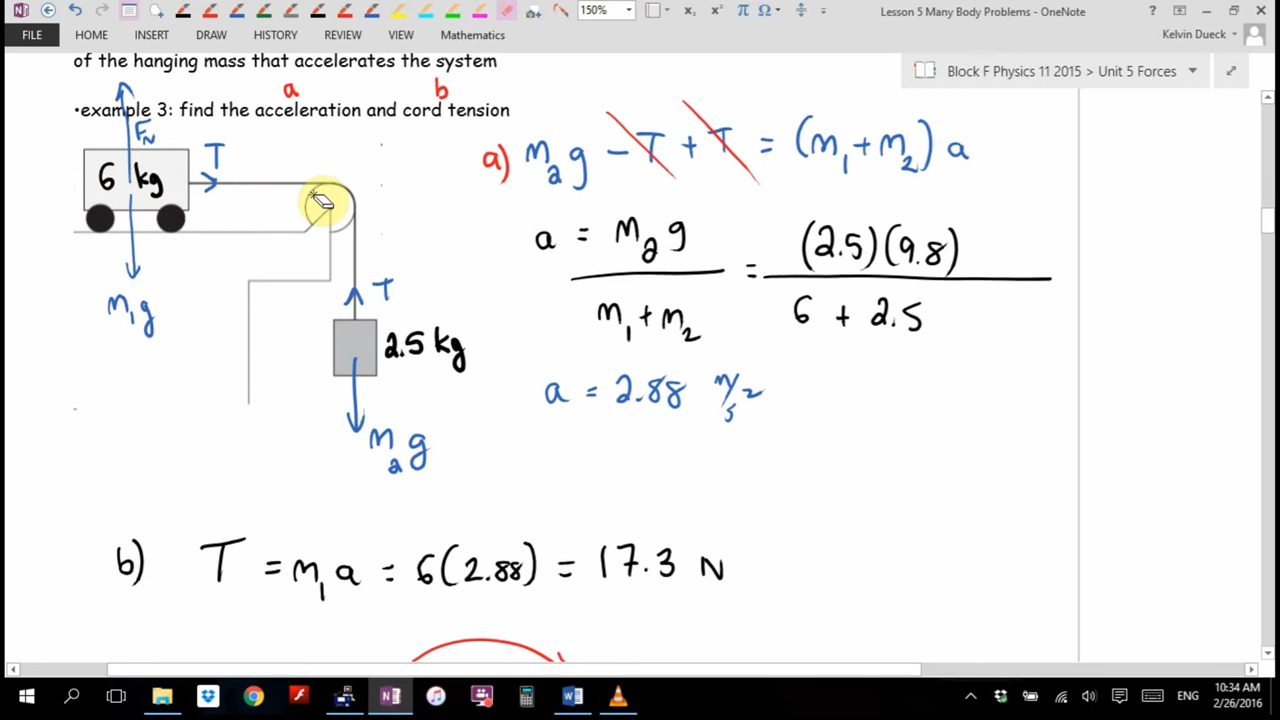 150%
Lesson 5 Many Body Problems - OneNote
FILE HOME INSERT DRAW HISTORY REVIEW VIEW
Kelvin Dueck
of the hanging mass that accelerates the system
Block F Physics 11 2015 > Unit 5 Forces
a b
•example 3: find the acceleration and cord tension
F_N
T
6 kg
m₁g
T
2.5 kg
m₂g
a) m₂g - T + T = (m₁+m₂) a
a = m₂g / m₁+m₂ = (2.5)(9.8) / 6 + 2.5
a = 2.88 m/s²
b) T = m₁a = 6(2.88) = 17.3 N
ENG
10:34 AM
2/26/2016